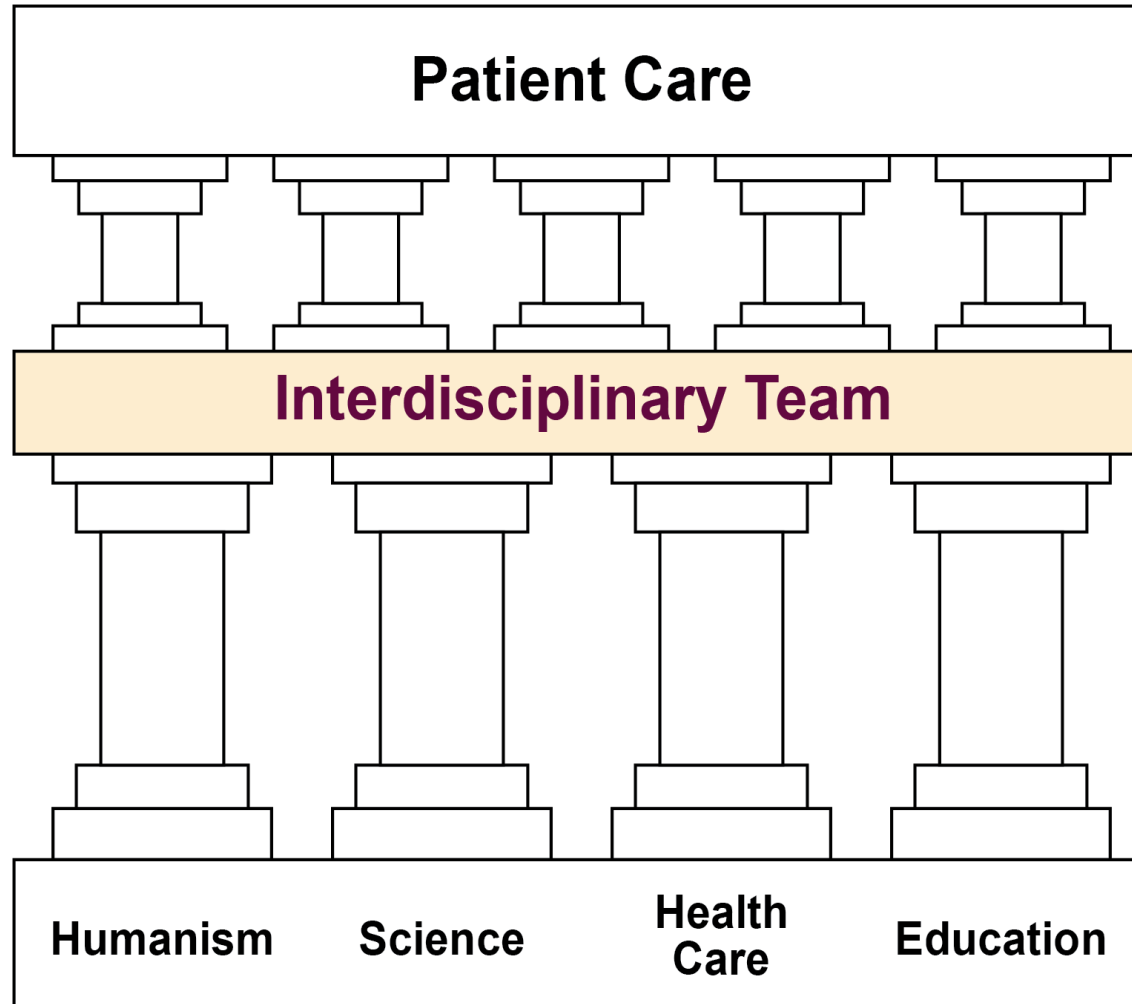 Patient Care
Interdisciplinary Team
Humanism
Science
Health
Care
Education